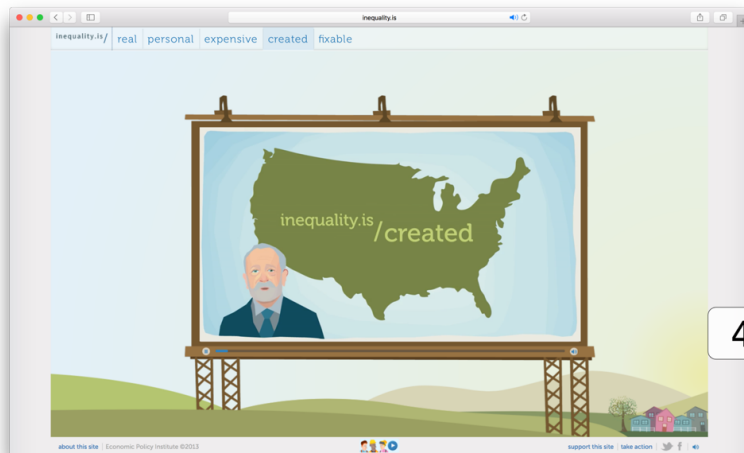 inequality.is
inequality.is/ real personal expensive created fixable
inequality.is/created
4
about this site Economic Policy Institute ©2013 support this site take action